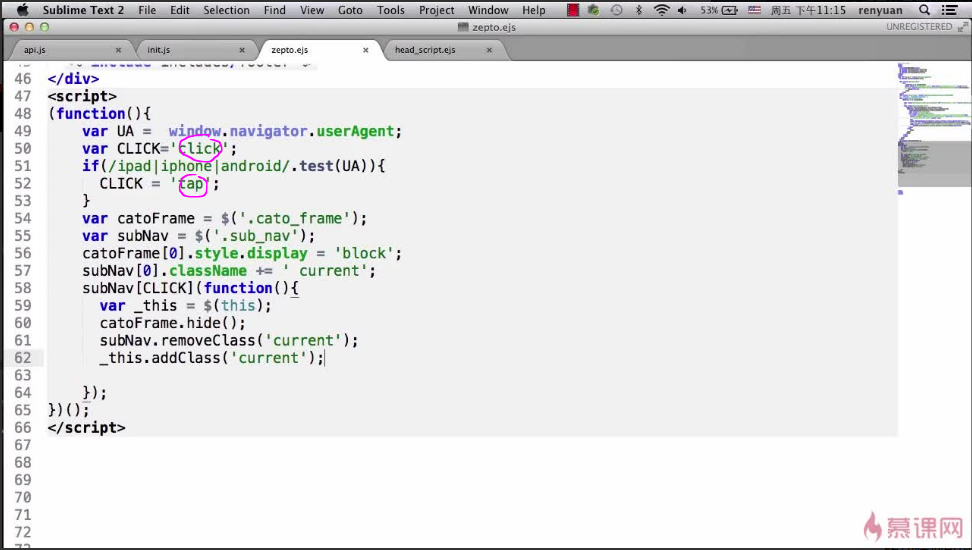 Sublime Text 2 File Edit Selection Find View Goto Tools Project Window Help 53% 周五 下午11:15 renyuan
zepto.ejs UNREGISTERED
api.js × init.js × zepto.ejs × head_script.ejs ×
46 </div>
47 <script>
48 (function(){
49 var UA = window.navigator.userAgent;
50 var CLICK='click';
51 if(/ipad|iphone|android/.test(UA)){
52 CLICK = 'tap';
53 }
54 var catoFrame = $('.cato_frame');
55 var subNav = $('.sub_nav');
56 catoFrame[0].style.display = 'block';
57 subNav[0].className += ' current';
58 subNav[CLICK](function(){
59 var _this = $(this);
60 catoFrame.hide();
61 subNav.removeClass('current');
62 _this.addClass('current');
63
64 });
65 })();
66 </script>
67
68
69
70
71
72
慕课网